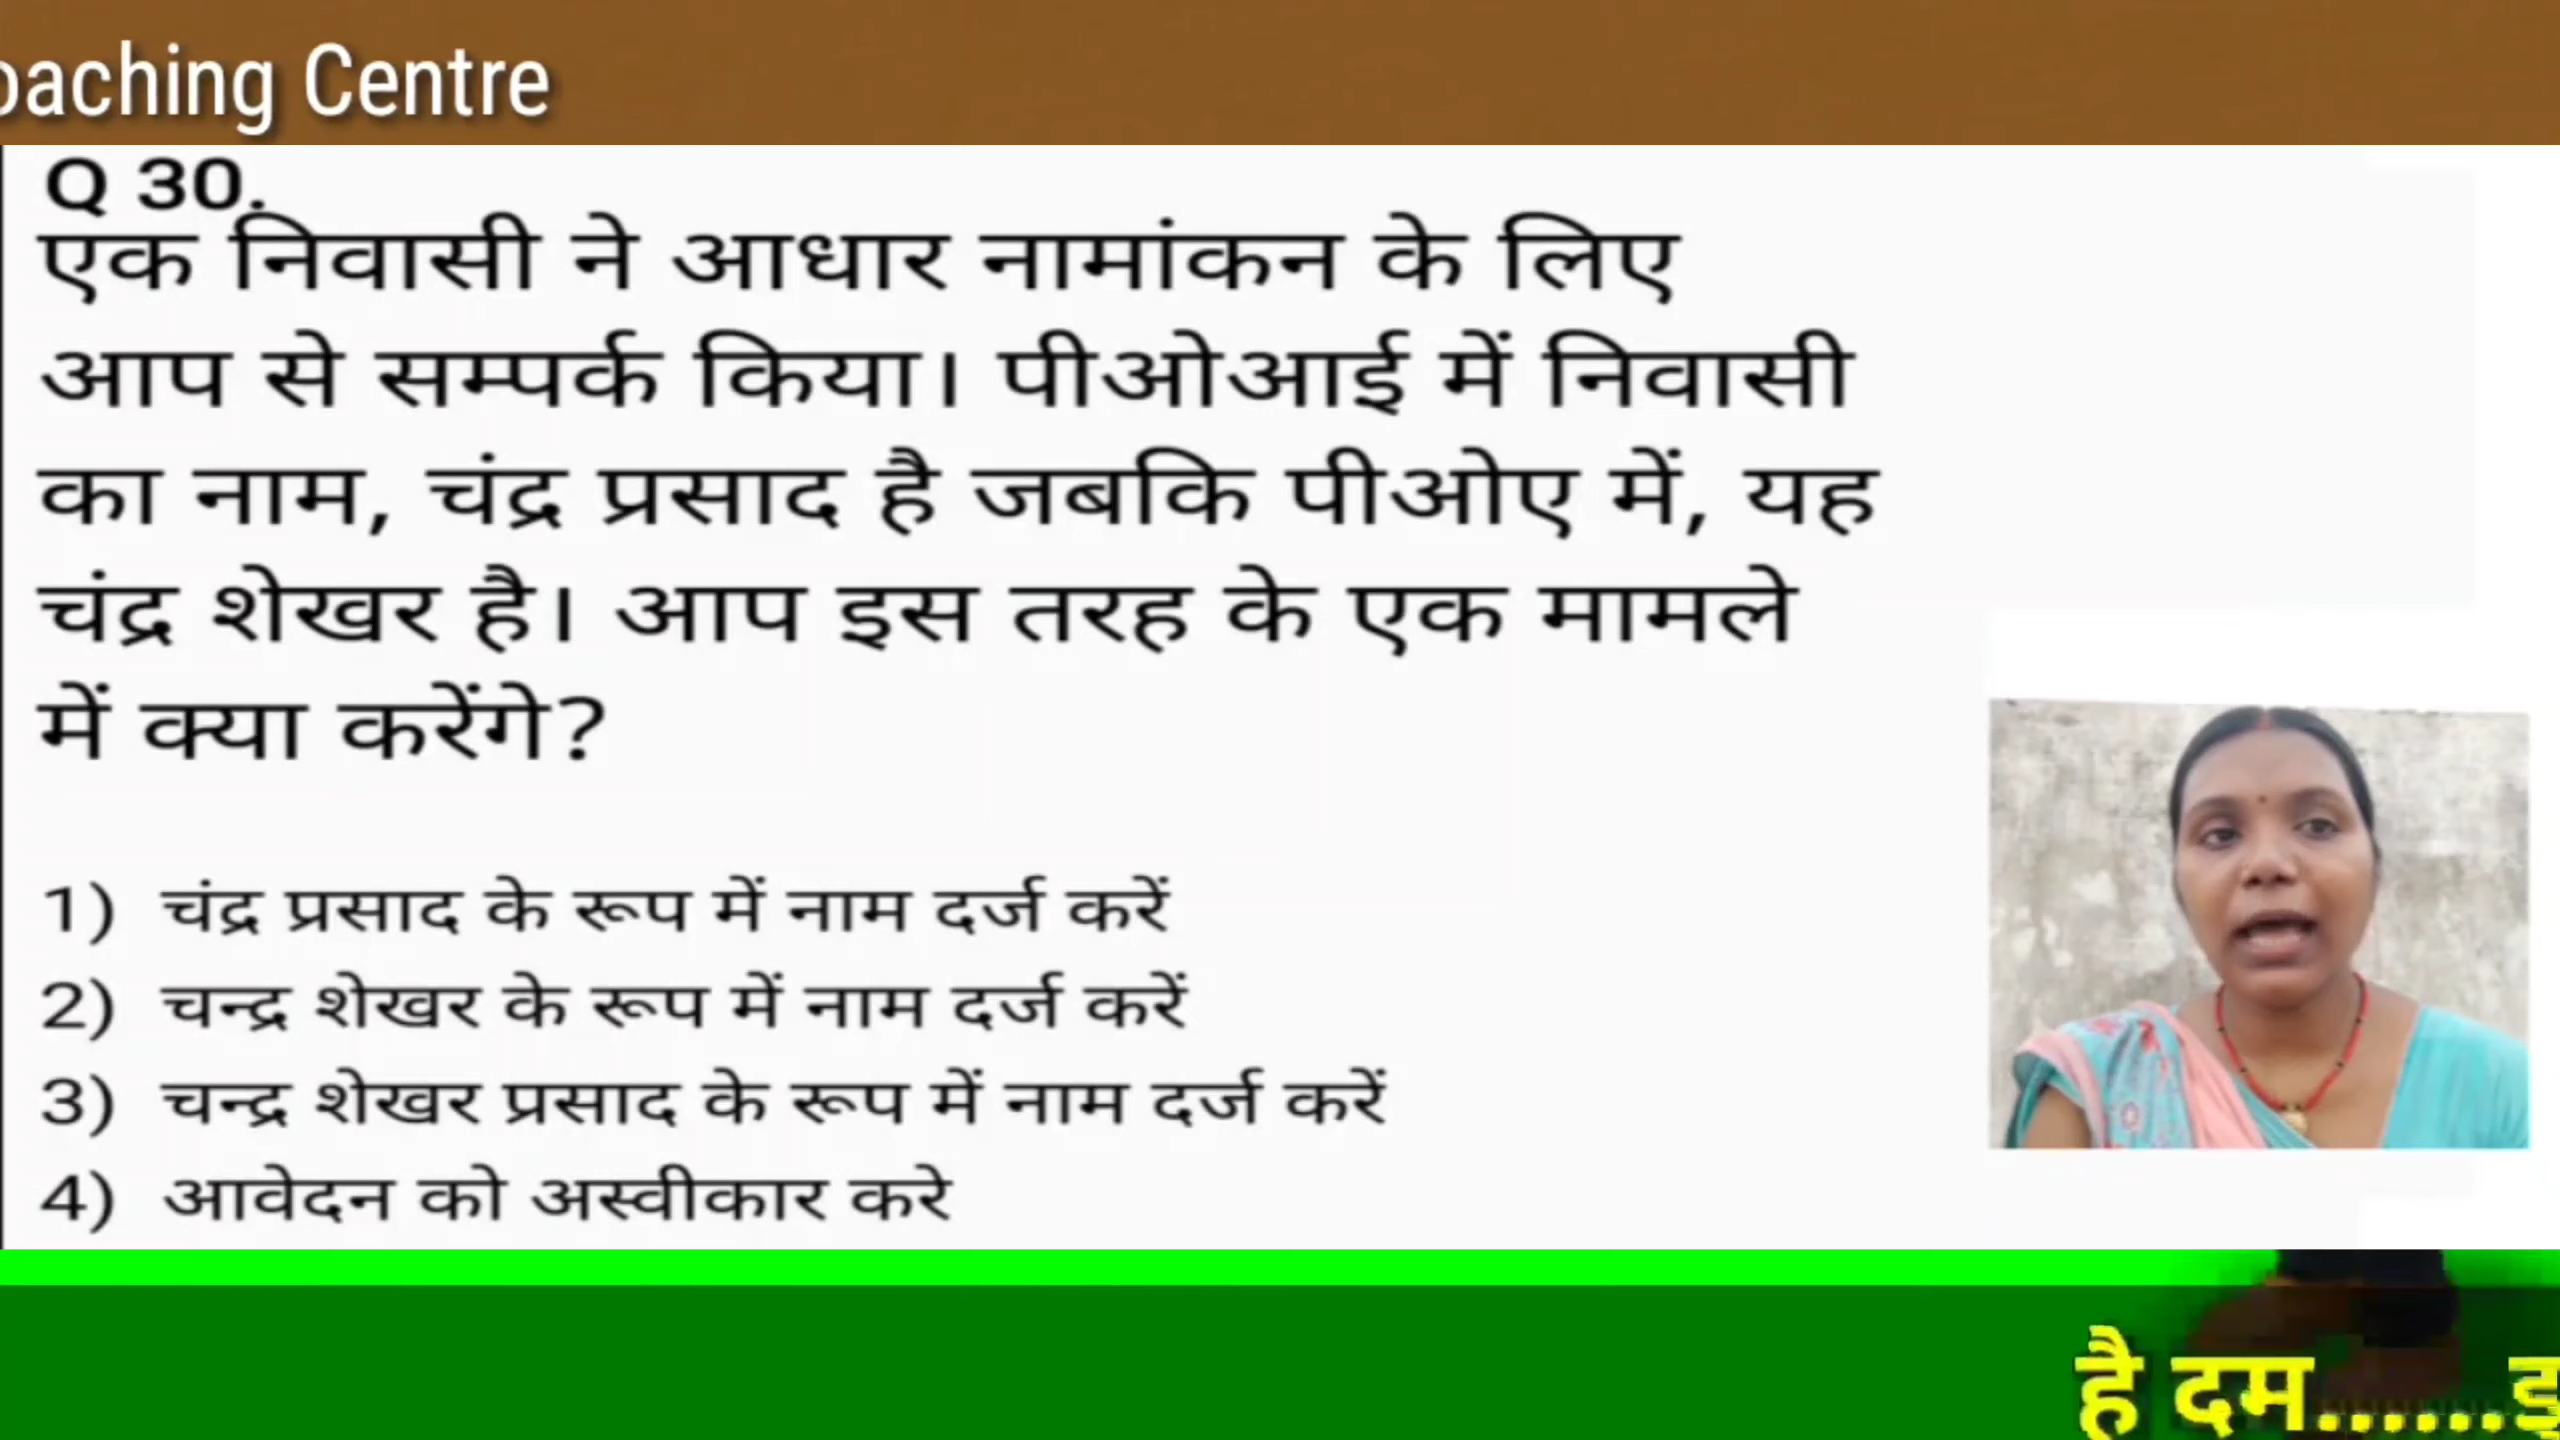 Coaching Centre
Q 30.
एक निवासी ने आधार नामांकन के लिए
आप से सम्पर्क किया। पीओआई में निवासी
का नाम, चंद्र प्रसाद है जबकि पीओए में, यह
चंद्र शेखर है। आप इस तरह के एक मामले
में क्या करेंगे?
1) चंद्र प्रसाद के रूप में नाम दर्ज करें
2) चन्द्र शेखर के रूप में नाम दर्ज करें
3) चन्द्र शेखर प्रसाद के रूप में नाम दर्ज करें
4) आवेदन को अस्वीकार करे
है दम......